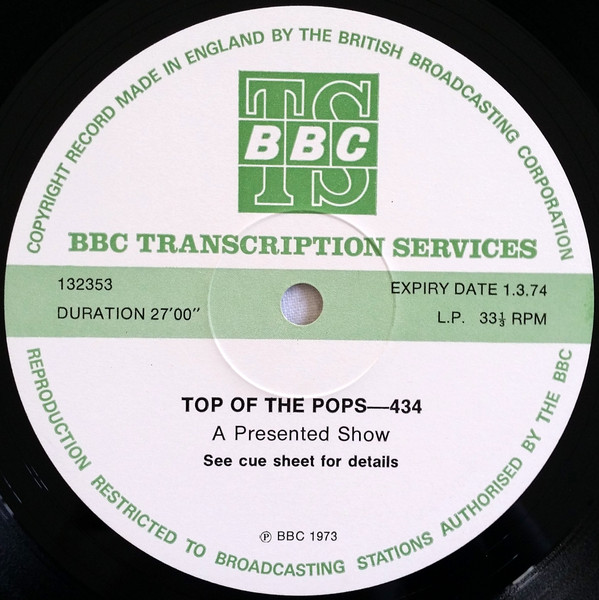 COPYRIGHT RECORD MADE IN ENGLAND BY THE BRITISH BROADCASTING CORPORATION
TS
BBC
BBC TRANSCRIPTION SERVICES
132353
EXPIRY DATE 1.3.74
DURATION 27'00"
L.P. 33⅓ RPM
TOP OF THE POPS—434
A Presented Show
See cue sheet for details
℗ BBC 1973
REPRODUCTION RESTRICTED TO BROADCASTING STATIONS AUTHORISED BY THE BBC